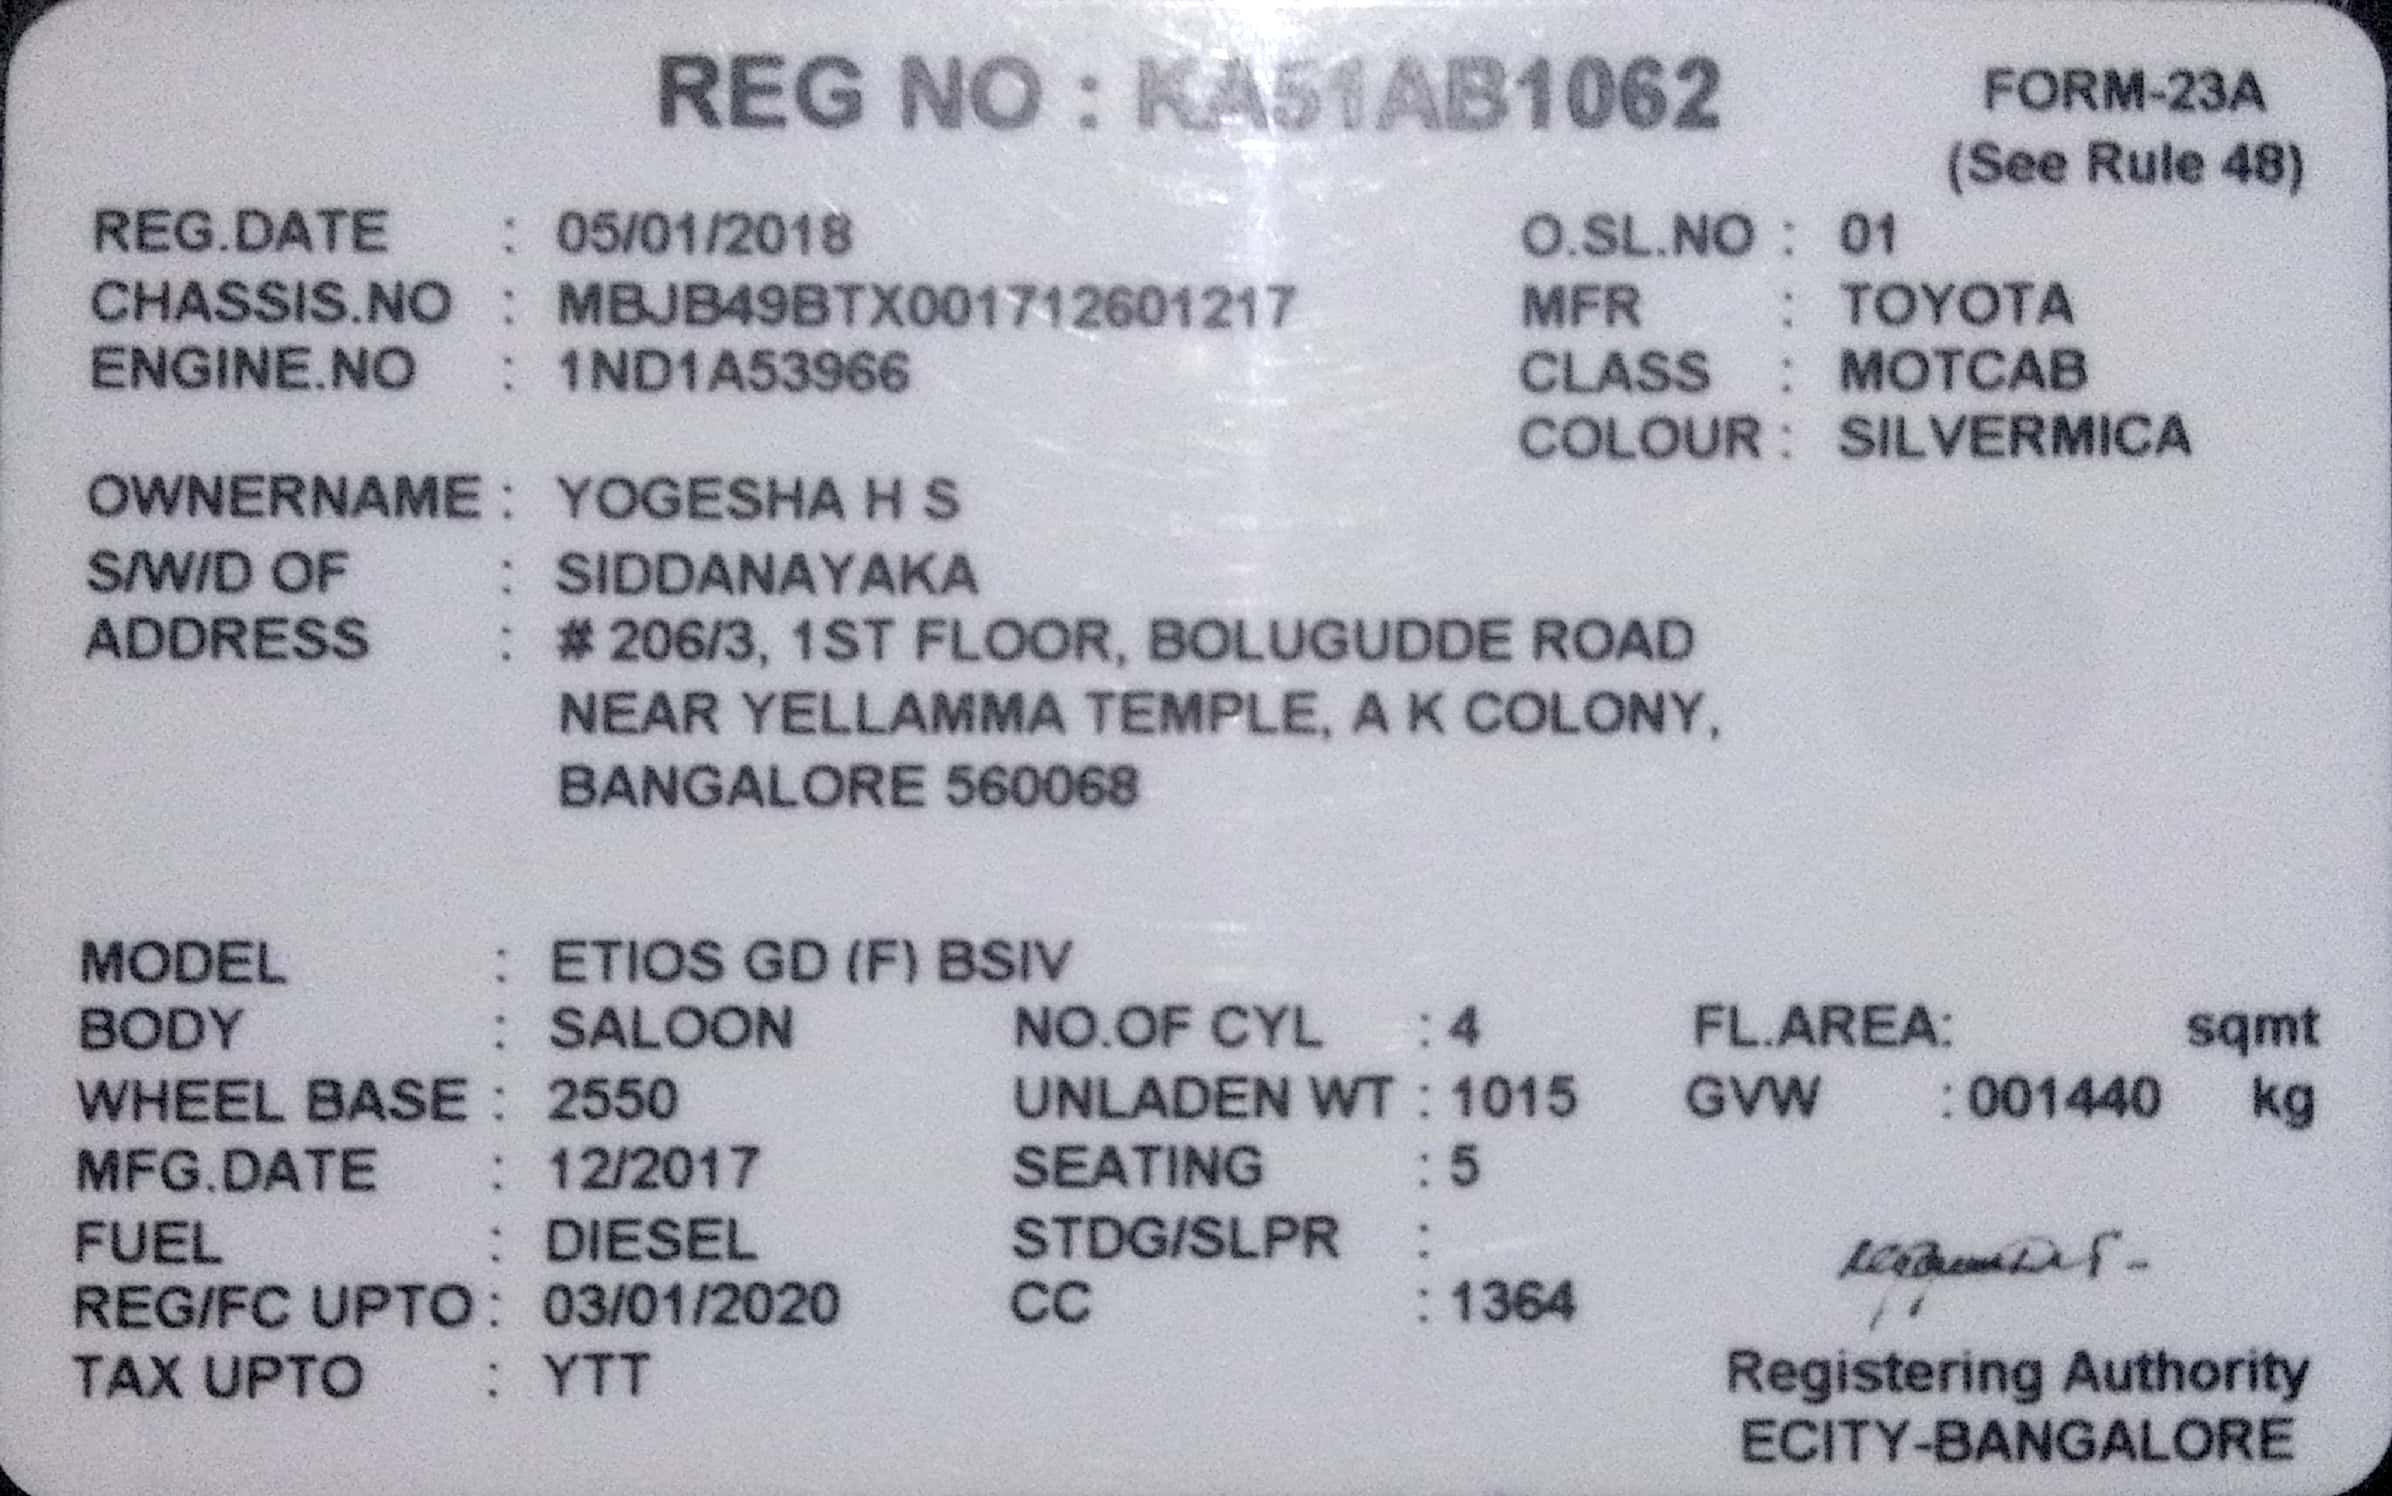 REG NO : KA51AB1062
FORM-23A
(See Rule 48)
REG.DATE : 05/01/2018 O.SL.NO : 01
CHASSIS.NO : MBJB49BTX001712601217 MFR : TOYOTA
ENGINE.NO : 1ND1A53966 CLASS : MOTCAB
COLOUR : SILVERMICA
OWNERNAME : YOGESHA H S
S/W/D OF : SIDDANAYAKA
ADDRESS : # 206/3, 1ST FLOOR, BOLUGUDDE ROAD
NEAR YELLAMMA TEMPLE, A K COLONY,
BANGALORE 560068
MODEL : ETIOS GD (F) BSIV
BODY : SALOON NO.OF CYL : 4 FL.AREA: sqmt
WHEEL BASE : 2550 UNLADEN WT : 1015 GVW : 001440 kg
MFG.DATE : 12/2017 SEATING : 5
FUEL : DIESEL STDG/SLPR :
REG/FC UPTO : 03/01/2020 CC : 1364
TAX UPTO : YTT
Registering Authority
ECITY-BANGALORE